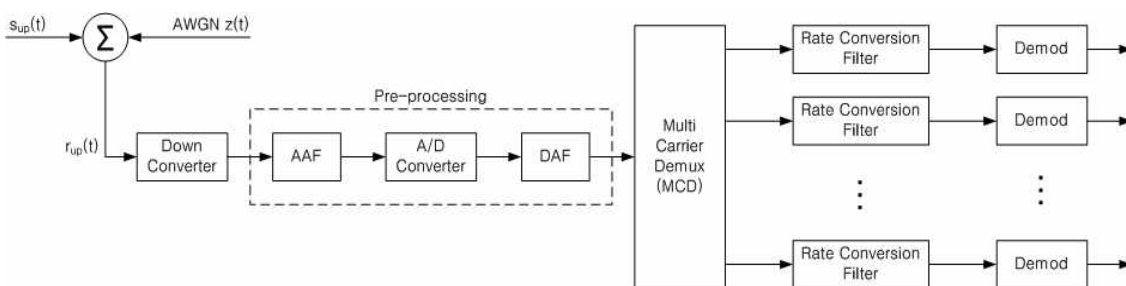 s_up(t)
Σ
AWGN z(t)
r_up(t)
Down
Converter
Pre-processing
AAF
A/D
Converter
DAF
Multi
Carrier
Demux
(MCD)
Rate Conversion
Filter
Demod
Rate Conversion
Filter
Demod
Rate Conversion
Filter
Demod